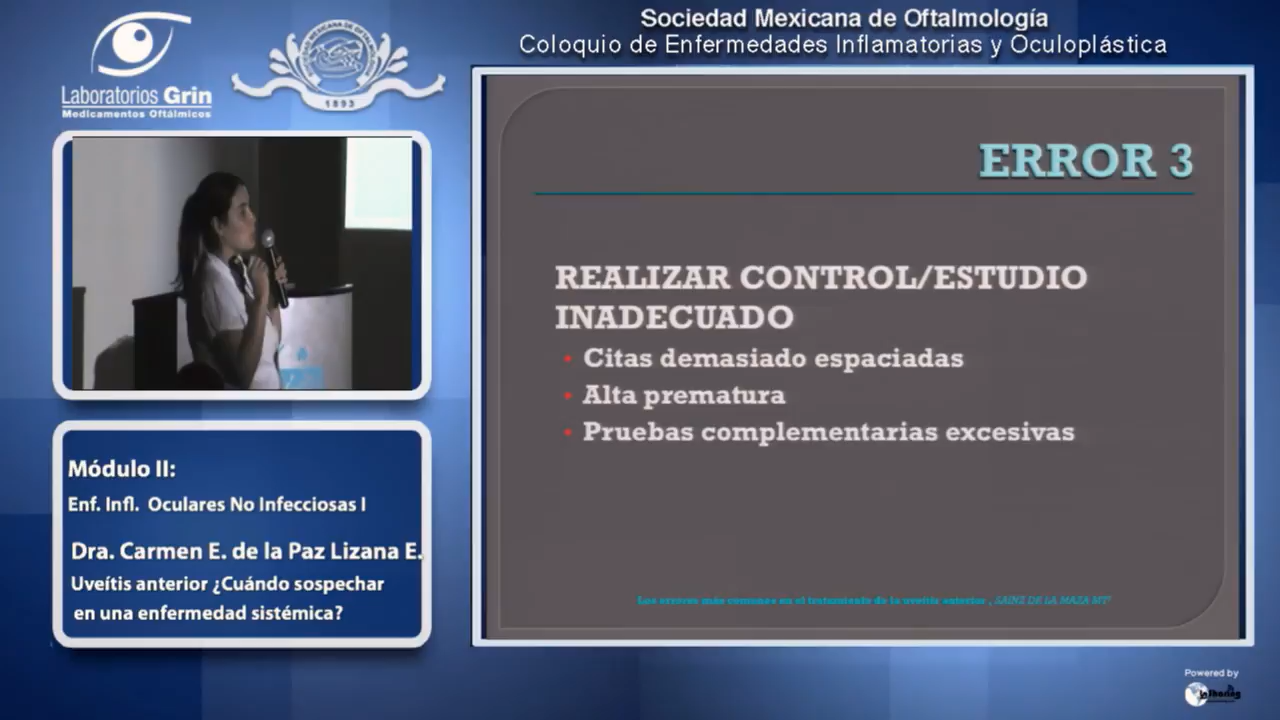 Sociedad Mexicana de Oftalmología
Coloquio de Enfermedades Inflamatorias y Oculoplástica
Laboratorios Grin
Medicamentos Oftálmicos
1893
ERROR 3
REALIZAR CONTROL/ESTUDIO
INADECUADO
• Citas demasiado espaciadas
• Alta prematura
• Pruebas complementarias excesivas
Los errores más comunes en el tratamiento de la uveítis anterior , SAINZ DE LA MAZA MT
Módulo II:
Enf. Infl. Oculares No Infecciosas I
Dra. Carmen E. de la Paz Lizana E.
Uveítis anterior ¿Cuándo sospechar
en una enfermedad sistémica?
Powered by